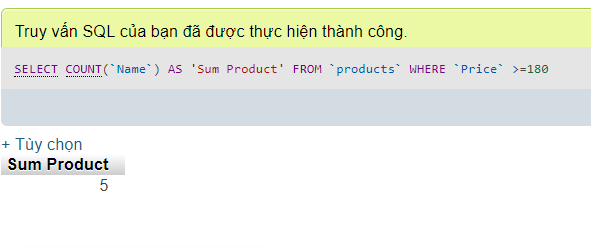 Truy vấn SQL của bạn đã được thực hiện thành công.
SELECT COUNT(`Name`) AS 'Sum Product' FROM `products` WHERE `Price` >=180
+ Tùy chọn
Sum Product
5